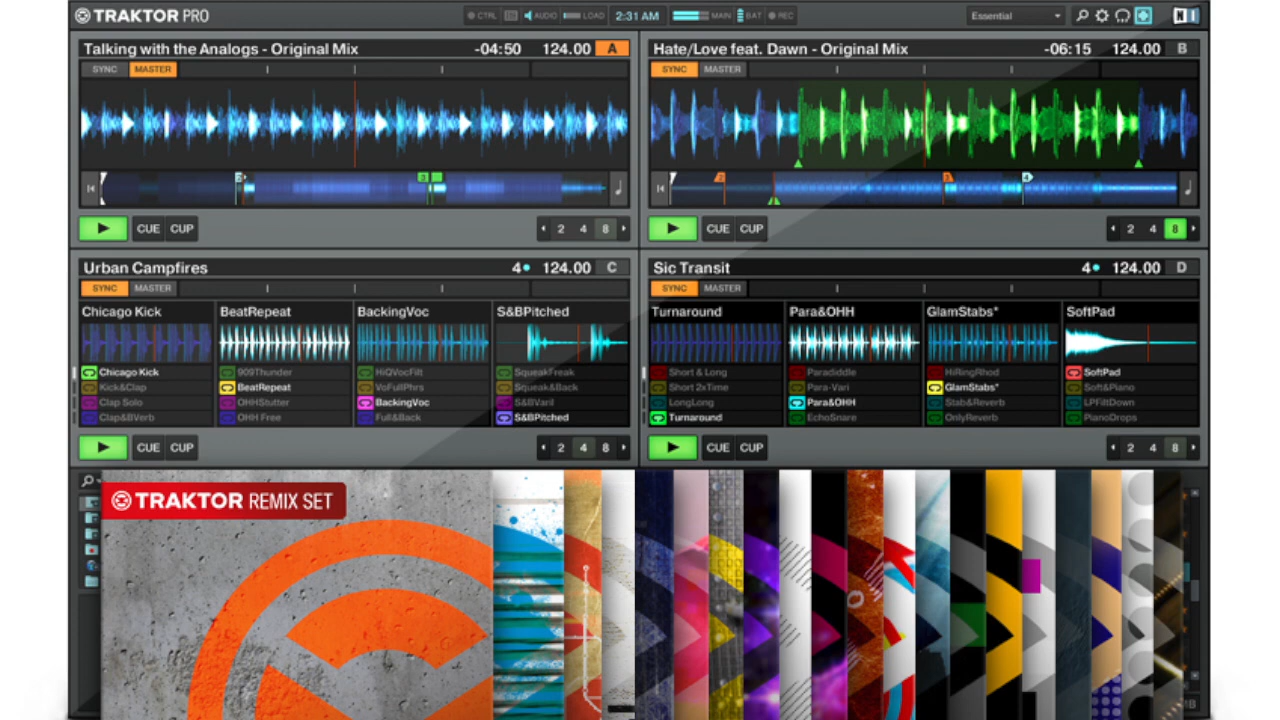 TRAKTOR PRO
CTRL AUDIO LOAD 2:31 AM MAIN BAT REC Essential
Talking with the Analogs - Original Mix -04:50 124.00 A
SYNC MASTER
2 3
CUE CUP 2 4 8
Hate/Love feat. Dawn - Original Mix -06:15 124.00 B
SYNC MASTER
2 3 4
CUE CUP 2 4 8
Urban Campfires 4 124.00 C
SYNC MASTER
Chicago Kick BeatRepeat BackingVoc S&BPitched
Chicago Kick 909Thunder HiQVocFilt SqueakFreak
Kick&Clap BeatRepeat VoFullPhrs Squeak&Back
Clap Solo OHHStutter BackingVoc S&BVaril
Clap&BVerb OHH Free Full&Back S&BPitched
CUE CUP 2 4 8
Sic Transit 4 124.00 D
SYNC MASTER
Turnaround Para&OHH GlamStabs* SoftPad
Short & Long Paradiddle HiRingRhod SoftPad
Short 2xTime Para-Vari GlamStabs* Soft&Piano
LongLong Para&OHH Stab&Reverb LPFiltDown
Turnaround EchoSnare OnlyReverb PianoDrops
CUE CUP 2 4 8
TRAKTOR REMIX SET